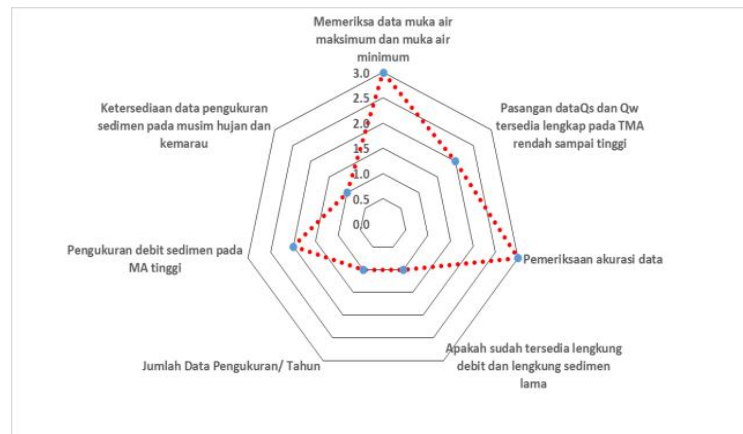 Memeriksa data muka air
maksimum dan muka air
minimum
3.0
2.5
2.0
1.5
1.0
0.5
0.0
Pasangan dataQs dan Qw
tersedia lengkap pada TMA
rendah sampai tinggi
Pemeriksaan akurasi data
Apakah sudah tersedia lengkung
debit dan lengkung sedimen
lama
Jumlah Data Pengukuran/ Tahun
Pengukuran debit sedimen pada
MA tinggi
Ketersediaan data pengukuran
sedimen pada musim hujan dan
kemarau